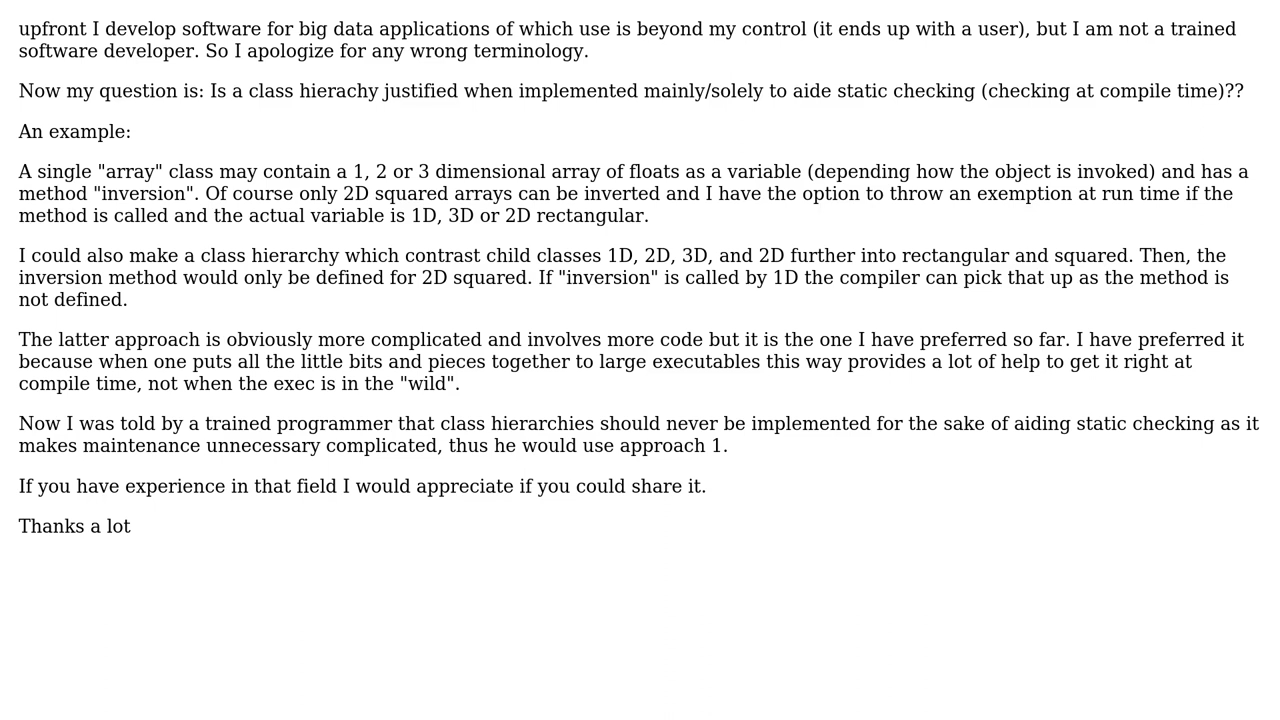 upfront I develop software for big data applications of which use is beyond my control (it ends up with a user), but I am not a trained
software developer. So I apologize for any wrong terminology.
Now my question is: Is a class hierachy justified when implemented mainly/solely to aide static checking (checking at compile time)??
An example:
A single "array" class may contain a 1, 2 or 3 dimensional array of floats as a variable (depending how the object is invoked) and has a
method "inversion". Of course only 2D squared arrays can be inverted and I have the option to throw an exemption at run time if the
method is called and the actual variable is 1D, 3D or 2D rectangular.
I could also make a class hierarchy which contrast child classes 1D, 2D, 3D, and 2D further into rectangular and squared. Then, the
inversion method would only be defined for 2D squared. If "inversion" is called by 1D the compiler can pick that up as the method is
not defined.
The latter approach is obviously more complicated and involves more code but it is the one I have preferred so far. I have preferred it
because when one puts all the little bits and pieces together to large executables this way provides a lot of help to get it right at
compile time, not when the exec is in the "wild".
Now I was told by a trained programmer that class hierarchies should never be implemented for the sake of aiding static checking as it
makes maintenance unnecessary complicated, thus he would use approach 1.
If you have experience in that field I would appreciate if you could share it.
Thanks a lot